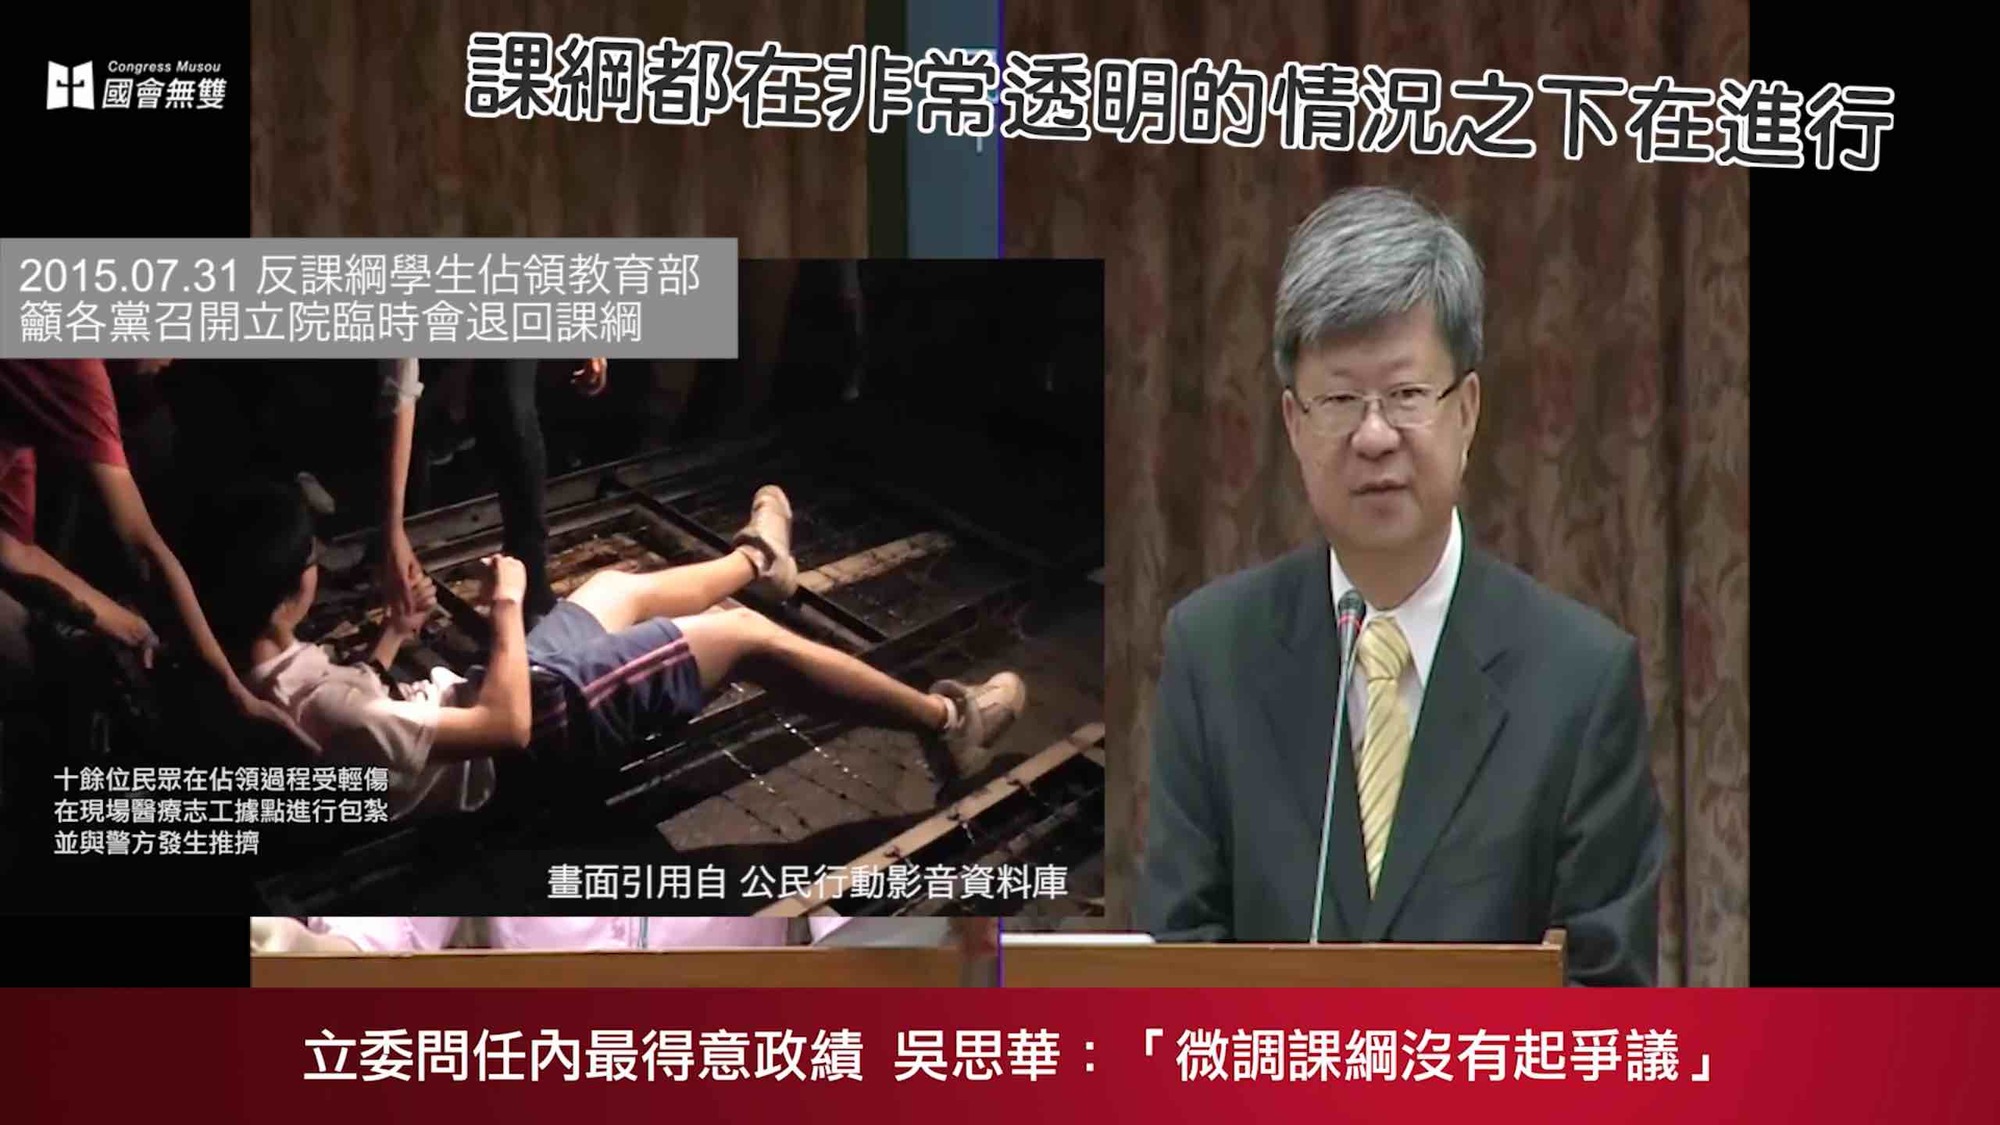 Congress Musou
國會無雙
課綱都在非常透明的情況之下在進行
2015.07.31 反課綱學生佔領教育部
籲各黨召開立院臨時會退回課綱
十餘位民眾在佔領過程受輕傷
在現場醫療志工據點進行包紮
並與警方發生推擠
畫面引用自 公民行動影音資料庫
立委問任內最得意政績 吳思華：「微調課綱沒有起爭議」